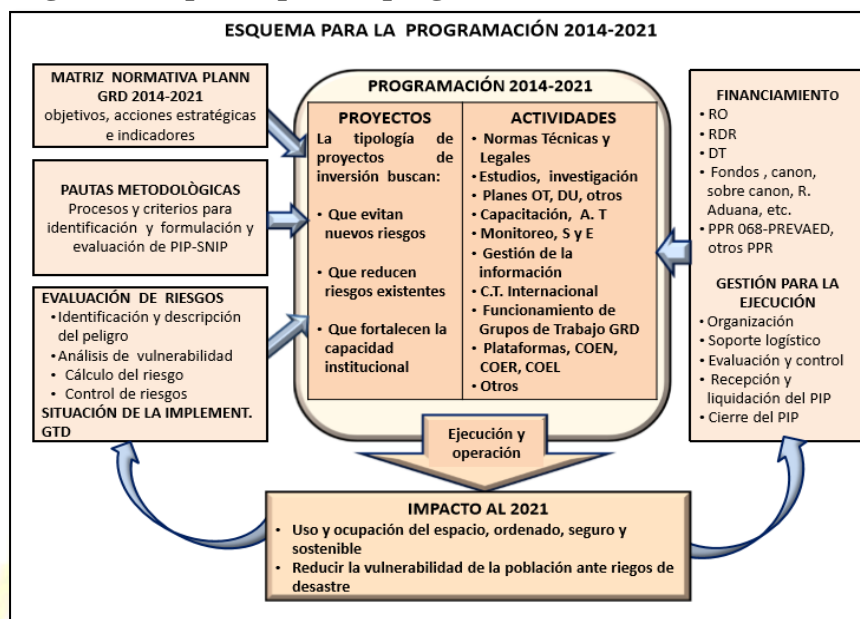 ESQUEMA PARA LA PROGRAMACIÓN 2014-2021
MATRIZ NORMATIVA PLANN
GRD 2014-2021
objetivos, acciones estratégicas
e indicadores
PAUTAS METODOLÒGICAS
Procesos y criterios para
identificación y formulación y
evaluación de PIP-SNIP
EVALUACIÓN DE RIESGOS
•Identificación y descripción
del peligro
•Análisis de vulnerabilidad
• Cálculo del riesgo
• Control de riesgos
SITUACIÓN DE LA IMPLEMENT.
GTD
PROGRAMACIÓN 2014-2021
PROYECTOS
La tipología de
proyectos de
inversión buscan:
• Que evitan
nuevos riesgos
• Que reducen
riesgos existentes
• Que fortalecen la
capacidad
institucional
ACTIVIDADES
• Normas Técnicas y
Legales
•Estudios, investigación
• Planes OT, DU, otros
• Capacitación, A. T
• Monitoreo, S y E
• Gestión de la
información
• C.T. Internacional
• Funcionamiento de
Grupos de Trabajo GRD
• Plataformas, COEN,
COER, COEL
• Otros
FINANCIAMIENTO
• RO
• RDR
• DT
• Fondos , canon,
sobre canon, R.
Aduana, etc.
• PPR 068-PREVAED,
otros PPR
GESTIÓN PARA LA
EJECUCIÓN
• Organización
• Soporte logístico
• Evaluación y control
• Recepción y
liquidación del PIP
• Cierre del PIP
Ejecución y
operación
IMPACTO AL 2021
• Uso y ocupación del espacio, ordenado, seguro y
sostenible
• Reducir la vulnerabilidad de la población ante riegos de
desastre